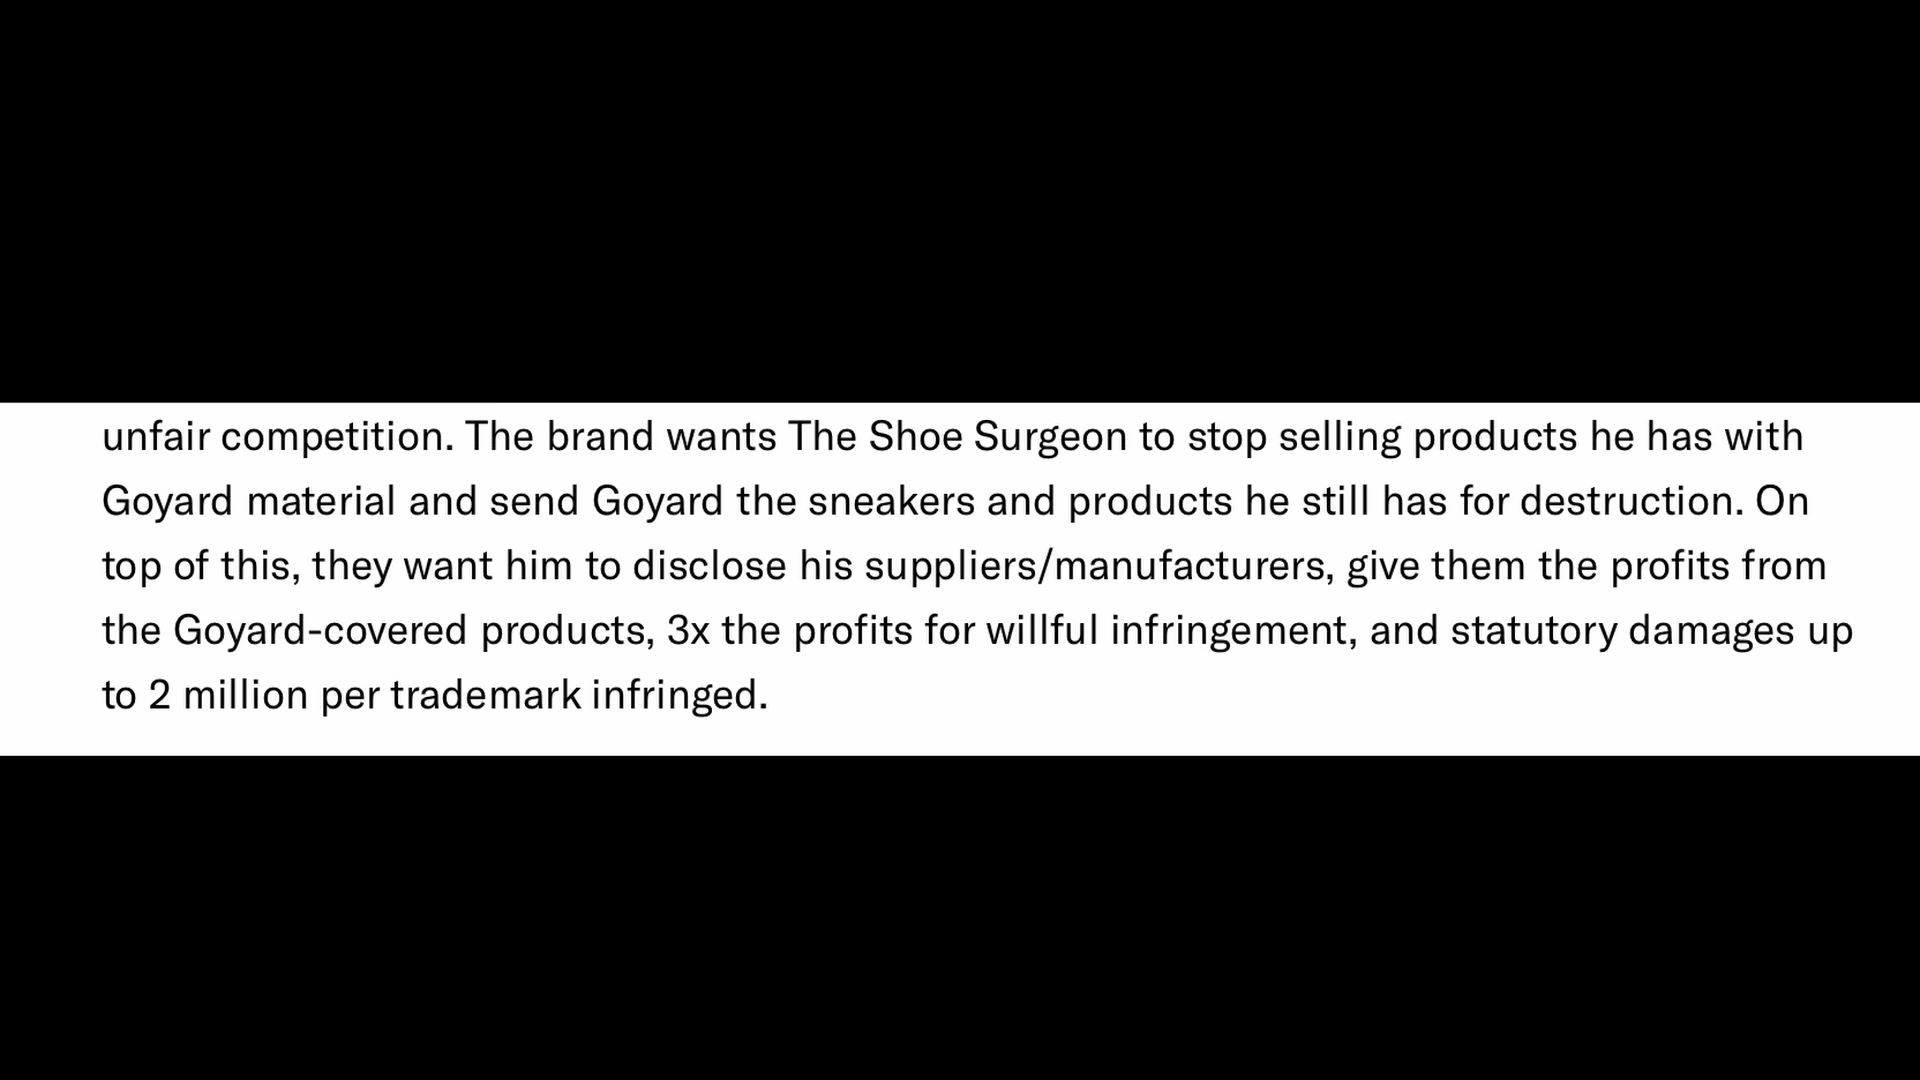 unfair competition. The brand wants The Shoe Surgeon to stop selling products he has with
Goyard material and send Goyard the sneakers and products he still has for destruction. On
top of this, they want him to disclose his suppliers/manufacturers, give them the profits from
the Goyard-covered products, 3x the profits for willful infringement, and statutory damages up
to 2 million per trademark infringed.